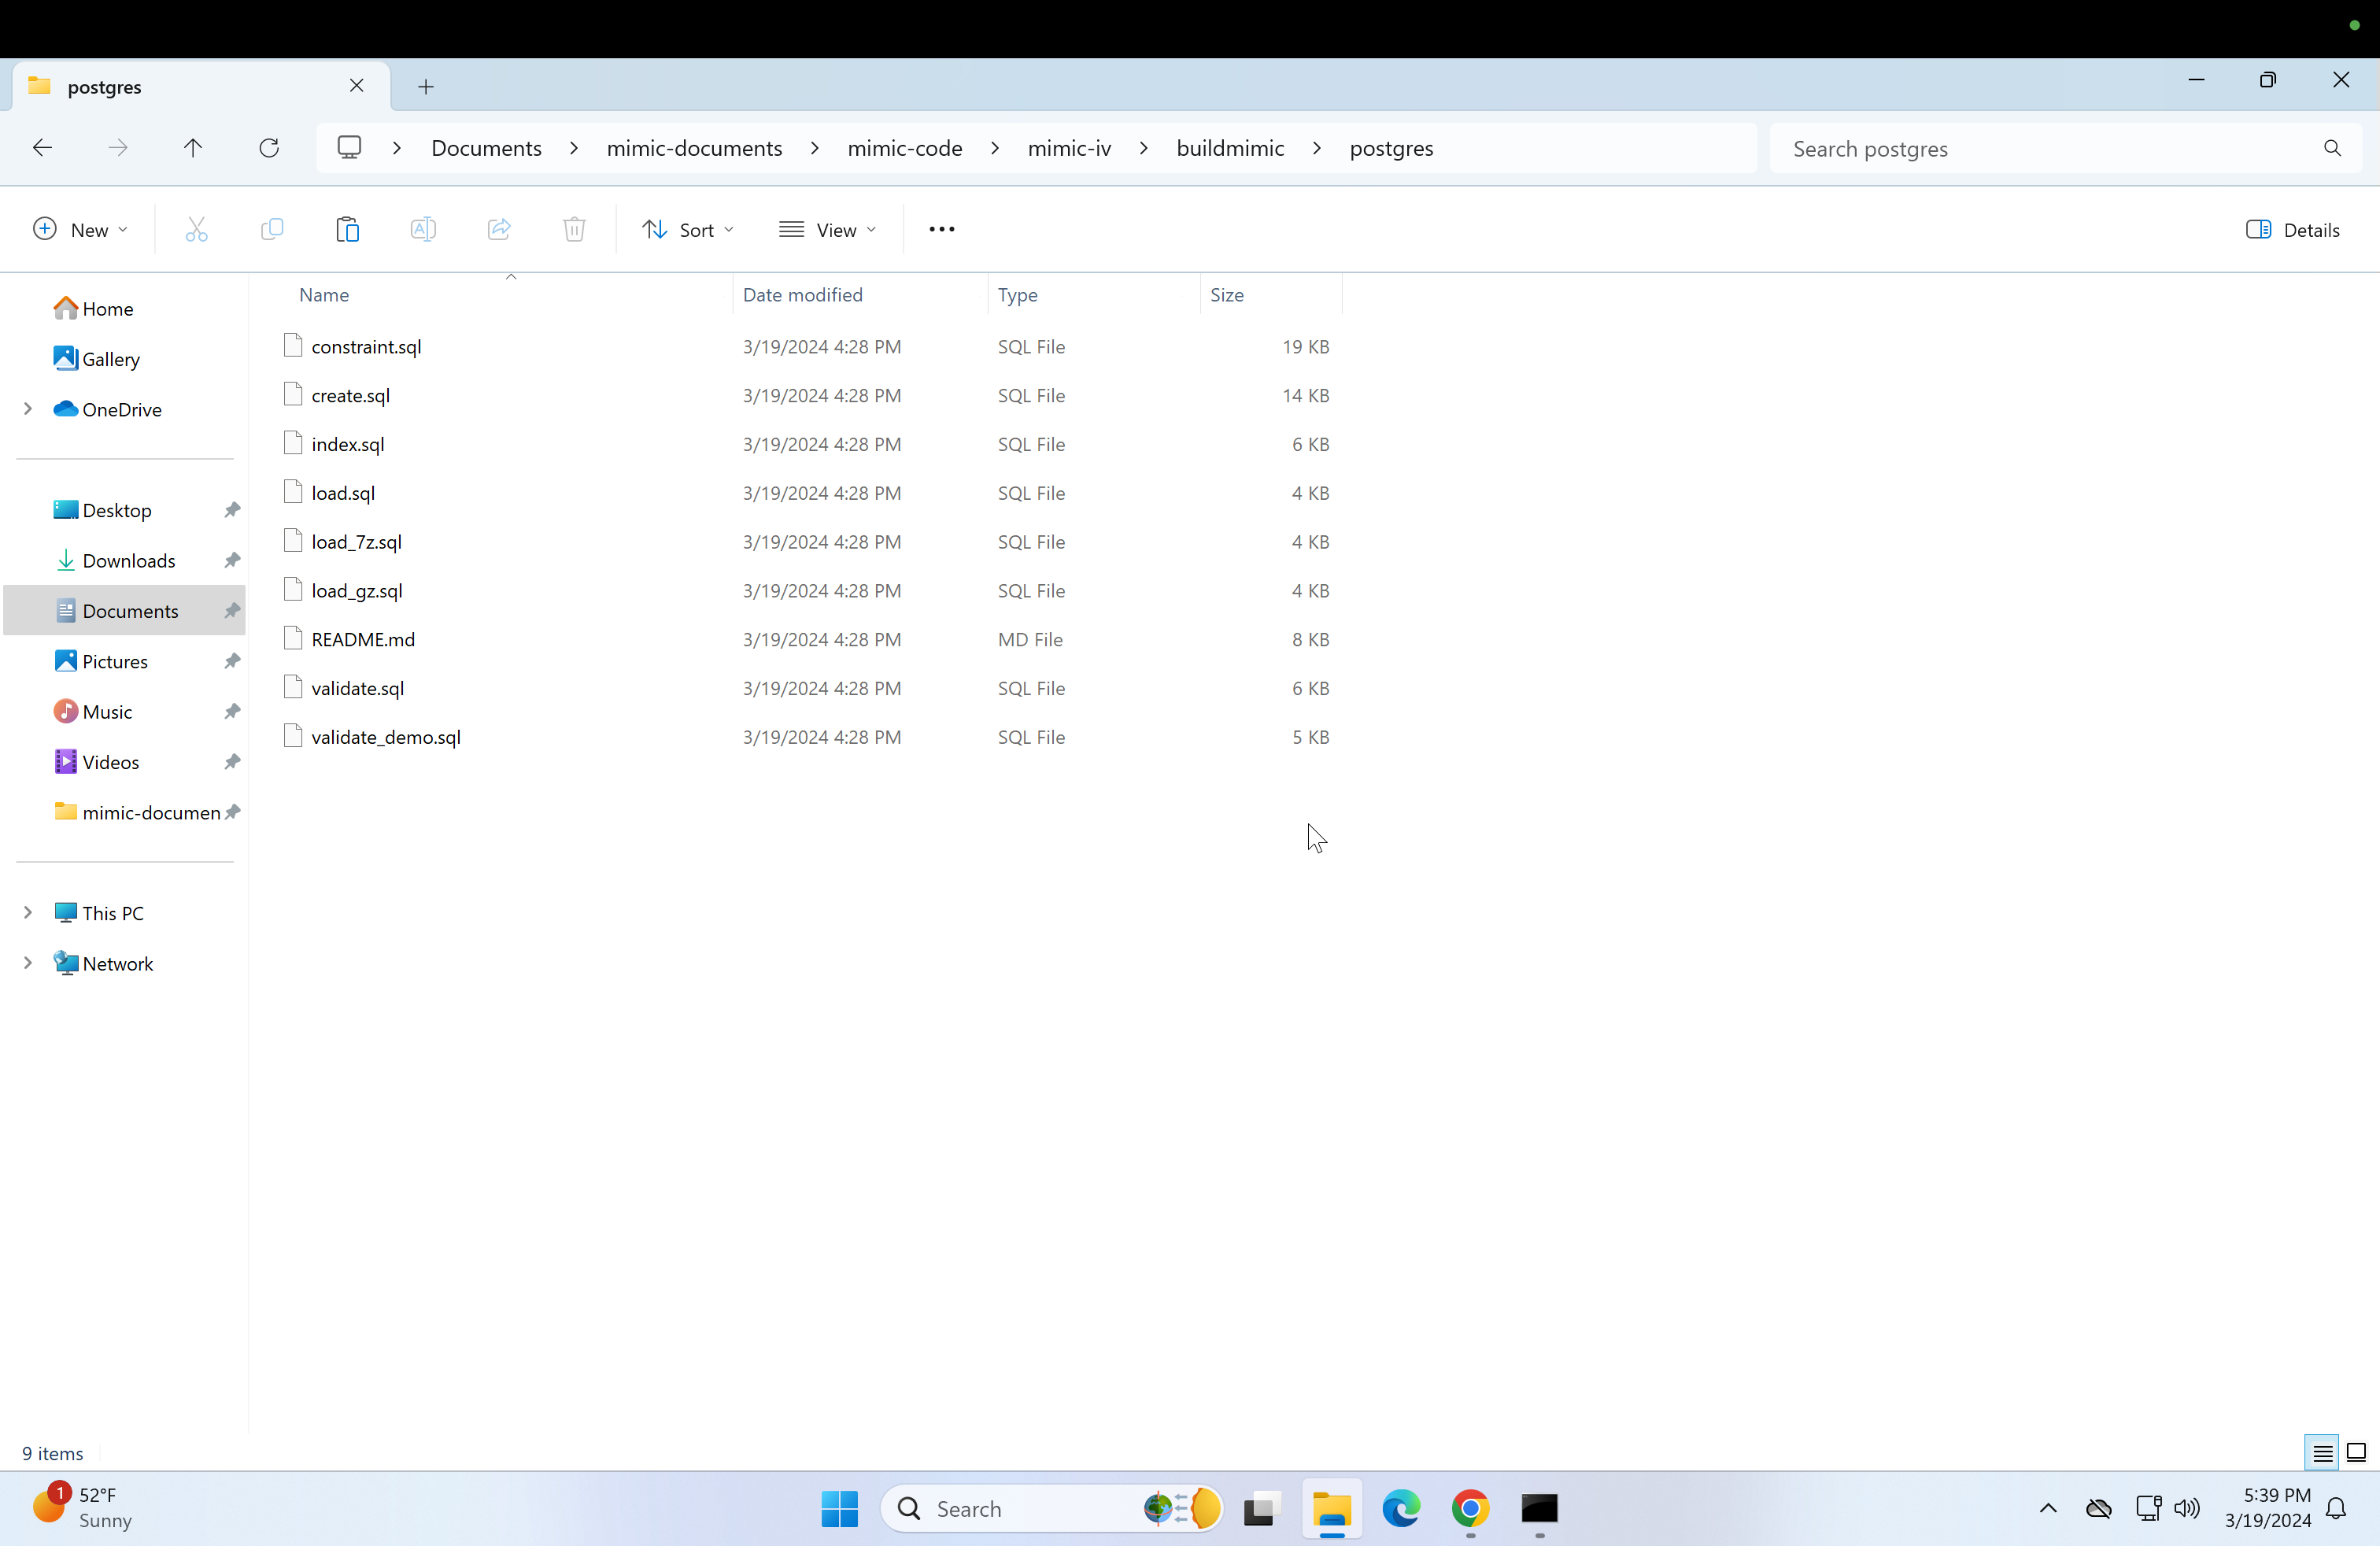 postgres
Documents > mimic-documents > mimic-code > mimic-iv > buildmimic > postgres
Search postgres
New
Sort
View
Details
Name Date modified Type Size
constraint.sql 3/19/2024 4:28 PM SQL File 19 KB
create.sql 3/19/2024 4:28 PM SQL File 14 KB
index.sql 3/19/2024 4:28 PM SQL File 6 KB
load.sql 3/19/2024 4:28 PM SQL File 4 KB
load_7z.sql 3/19/2024 4:28 PM SQL File 4 KB
load_gz.sql 3/19/2024 4:28 PM SQL File 4 KB
README.md 3/19/2024 4:28 PM MD File 8 KB
validate.sql 3/19/2024 4:28 PM SQL File 6 KB
validate_demo.sql 3/19/2024 4:28 PM SQL File 5 KB
Home
Gallery
OneDrive
Desktop
Downloads
Documents
Pictures
Music
Videos
mimic-documen
This PC
Network
9 items
1
52°F
Sunny
Search
5:39 PM
3/19/2024